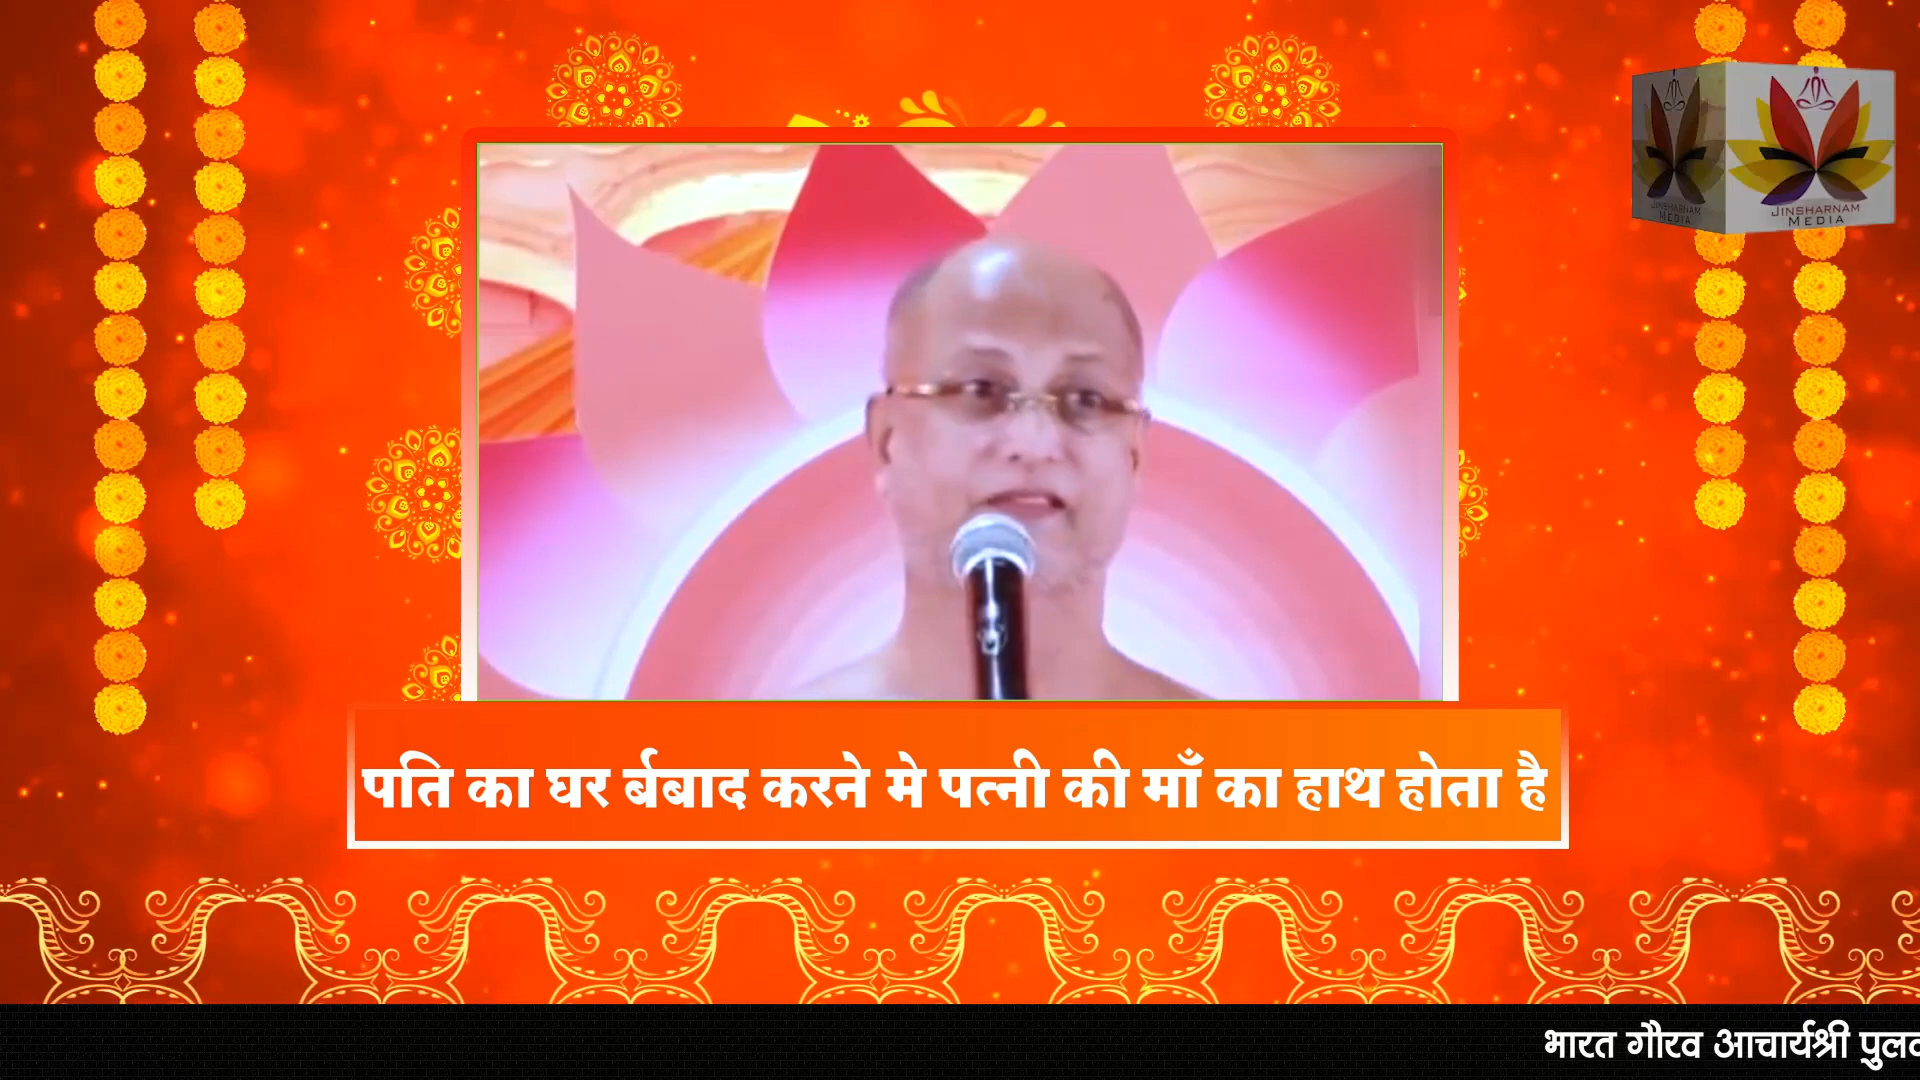 JINSHARNAM
MEDIA
JINSHARNAM
MEDIA
पति का घर र्बबाद करने मे पत्नी की माँ का हाथ होता है
भारत गौरव आचार्यश्री